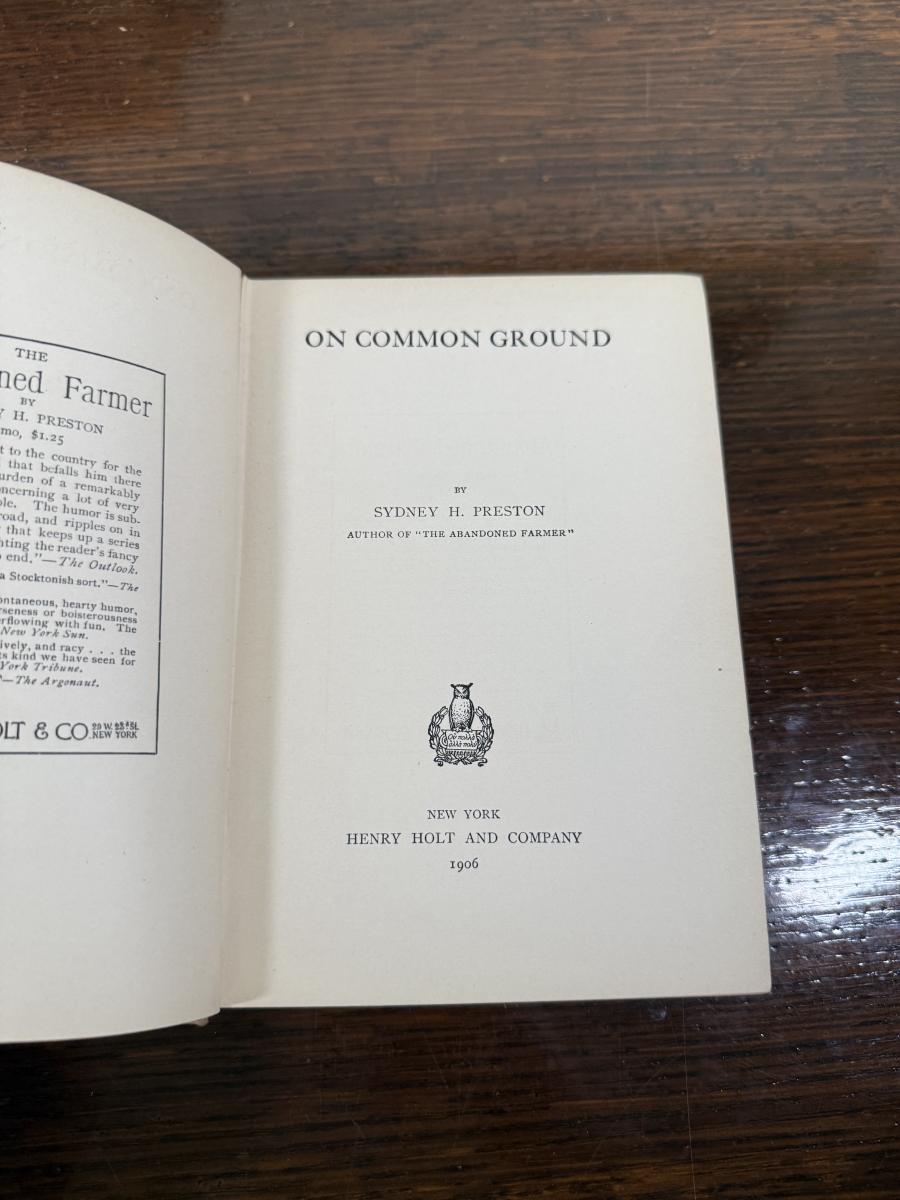 THE
ned Farmer
BY
H. PRESTON
mo, $1.25
t to the country for the
that befalls him there
urden of a remarkably
ncerning a lot of very
ple. The humor is sub-
road, and ripples on in
that keeps up a series
hting the reader's fancy
end."—The Outlook.
a Stocktonish sort."—The
ontaneous, hearty humor,
rseness or boisterousness
rflowing with fun. The
New York Sun.
ively, and racy . . . the
ts kind we have seen for
York Tribune.
"—The Argonaut.
OLT & CO.
NEW YORK
ON COMMON GROUND
BY
SYDNEY H. PRESTON
AUTHOR OF "THE ABANDONED FARMER"
NEW YORK
HENRY HOLT AND COMPANY
1906